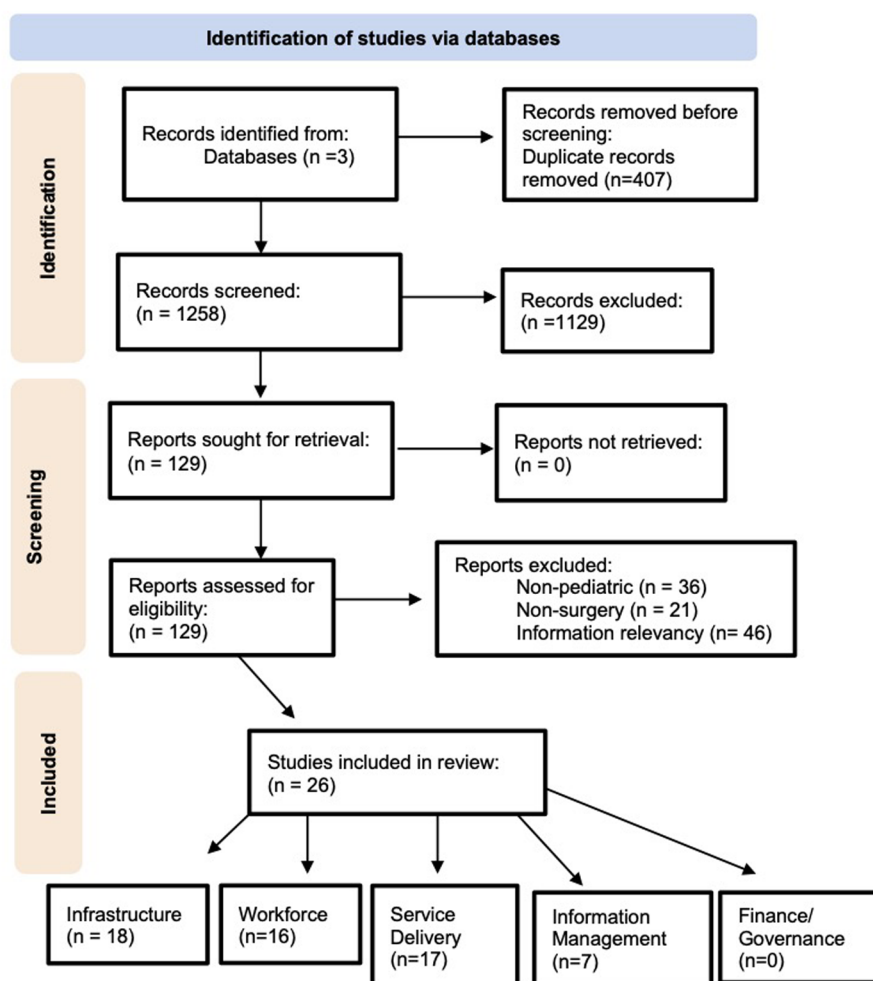 Identification of studies via databases
Identification
Records identified from:
Databases (n =3)
Records removed before
screening:
Duplicate records
removed (n=407)
Records screened:
(n = 1258)
Records excluded:
(n =1129)
Screening
Reports sought for retrieval:
(n = 129)
Reports not retrieved:
(n = 0)
Reports assessed for
eligibility:
(n = 129)
Reports excluded:
Non-pediatric (n = 36)
Non-surgery (n = 21)
Information relevancy (n= 46)
Included
Studies included in review:
(n = 26)
Infrastructure
(n = 18)
Workforce
(n=16)
Service
Delivery
(n=17)
Information
Management
(n=7)
Finance/
Governance
(n=0)